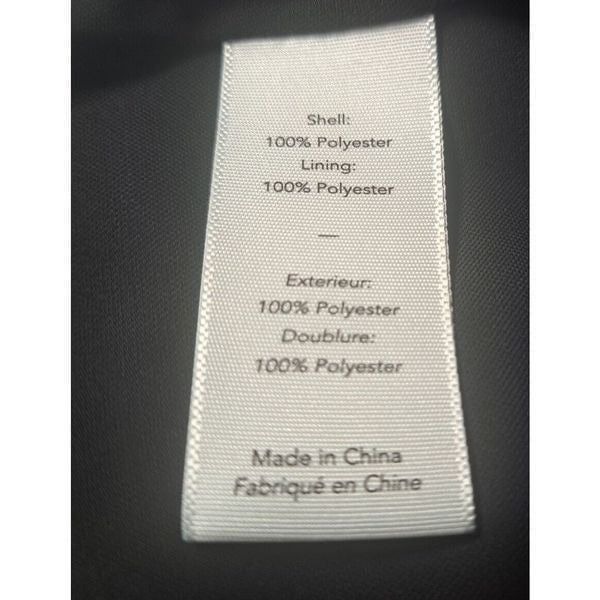 Shell:
100% Polyester
Lining:
100% Polyester
—
Exterieur:
100% Polyester
Doublure:
100% Polyester
Made in China
Fabriqué en Chine